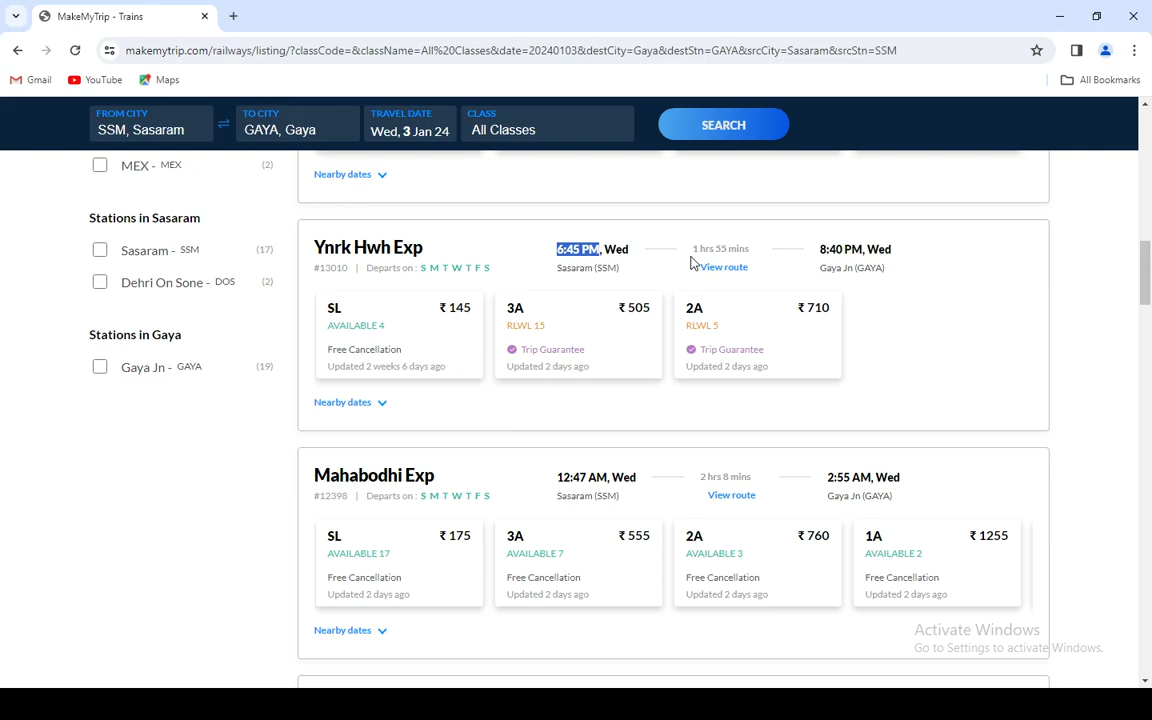 MakeMyTrip - Trains
makemytrip.com/railways/listing/?classCode=&className=All%20Classes&date=20240103&destCity=Gaya&destStn=GAYA&srcCity=Sasaram&srcStn=SSM
Gmail YouTube Maps All Bookmarks
FROM CITY TO CITY TRAVEL DATE CLASS
SSM, Sasaram GAYA, Gaya Wed, 3 Jan 24 All Classes SEARCH
MEX - MEX (2)
Nearby dates
Stations in Sasaram
Sasaram - SSM (17)
Dehri On Sone - DOS (2)
Stations in Gaya
Gaya Jn - GAYA (19)
Ynrk Hwh Exp 6:45 PM, Wed 1 hrs 55 mins 8:40 PM, Wed
#13010 | Departs on : S M T W T F S Sasaram (SSM) View route Gaya Jn (GAYA)
SL ₹ 145 3A ₹ 505 2A ₹ 710
AVAILABLE 4 RLWL 15 RLWL 5
Free Cancellation Trip Guarantee Trip Guarantee
Updated 2 weeks 6 days ago Updated 2 days ago Updated 2 days ago
Nearby dates
Mahabodhi Exp 12:47 AM, Wed 2 hrs 8 mins 2:55 AM, Wed
#12398 | Departs on : S M T W T F S Sasaram (SSM) View route Gaya Jn (GAYA)
SL ₹ 175 3A ₹ 555 2A ₹ 760 1A ₹ 1255
AVAILABLE 17 AVAILABLE 7 AVAILABLE 3 AVAILABLE 2
Free Cancellation Free Cancellation Free Cancellation Free Cancellation
Updated 2 days ago Updated 2 days ago Updated 2 days ago Updated 2 days ago
Nearby dates
Activate Windows
Go to Settings to activate Windows.